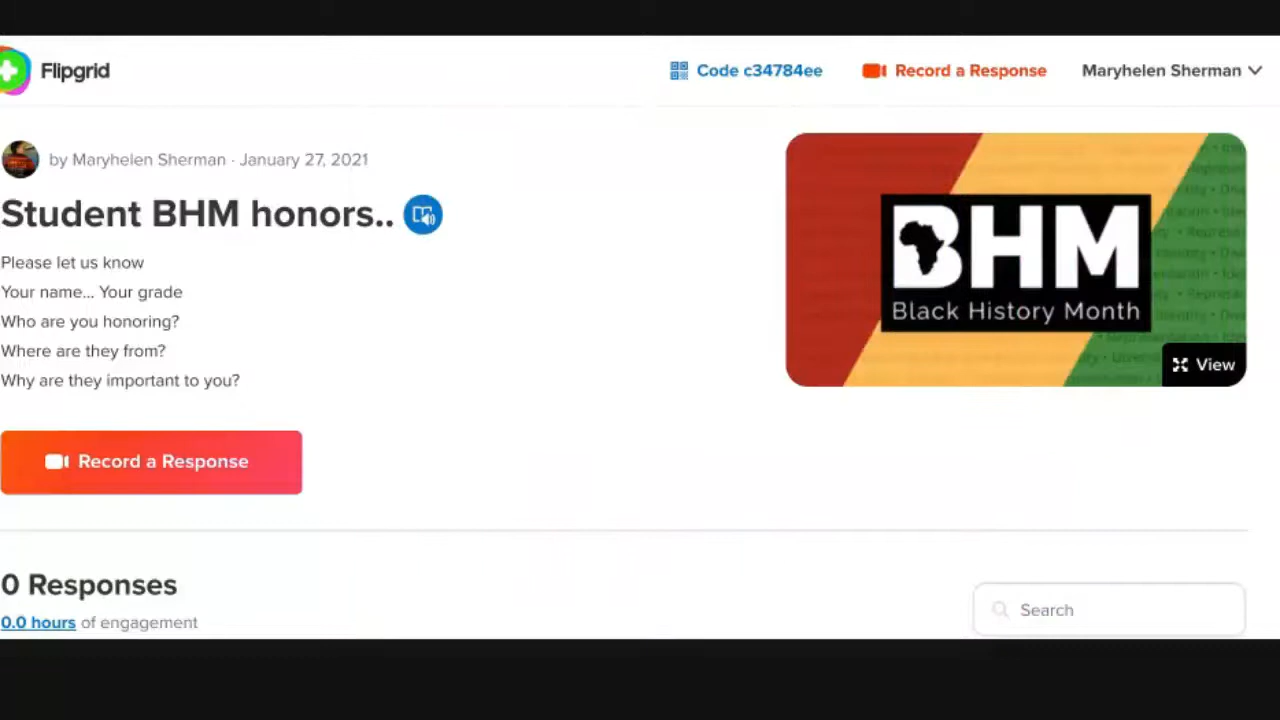 Flipgrid
Code c34784ee
Record a Response
Maryhelen Sherman
by Maryhelen Sherman · January 27, 2021
Student BHM honors..
Please let us know
Your name... Your grade
Who are you honoring?
Where are they from?
Why are they important to you?
Record a Response
BHM
Black History Month
View
0 Responses
0.0 hours of engagement
Search